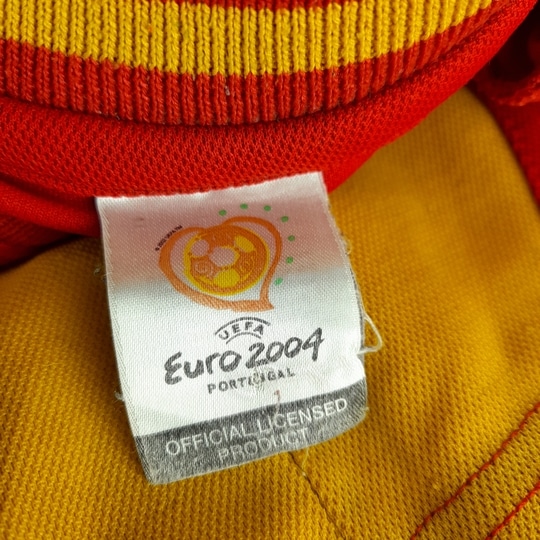 UEFA
Euro2004
PORTUGAL
OFFICIAL LICENSED
PRODUCT